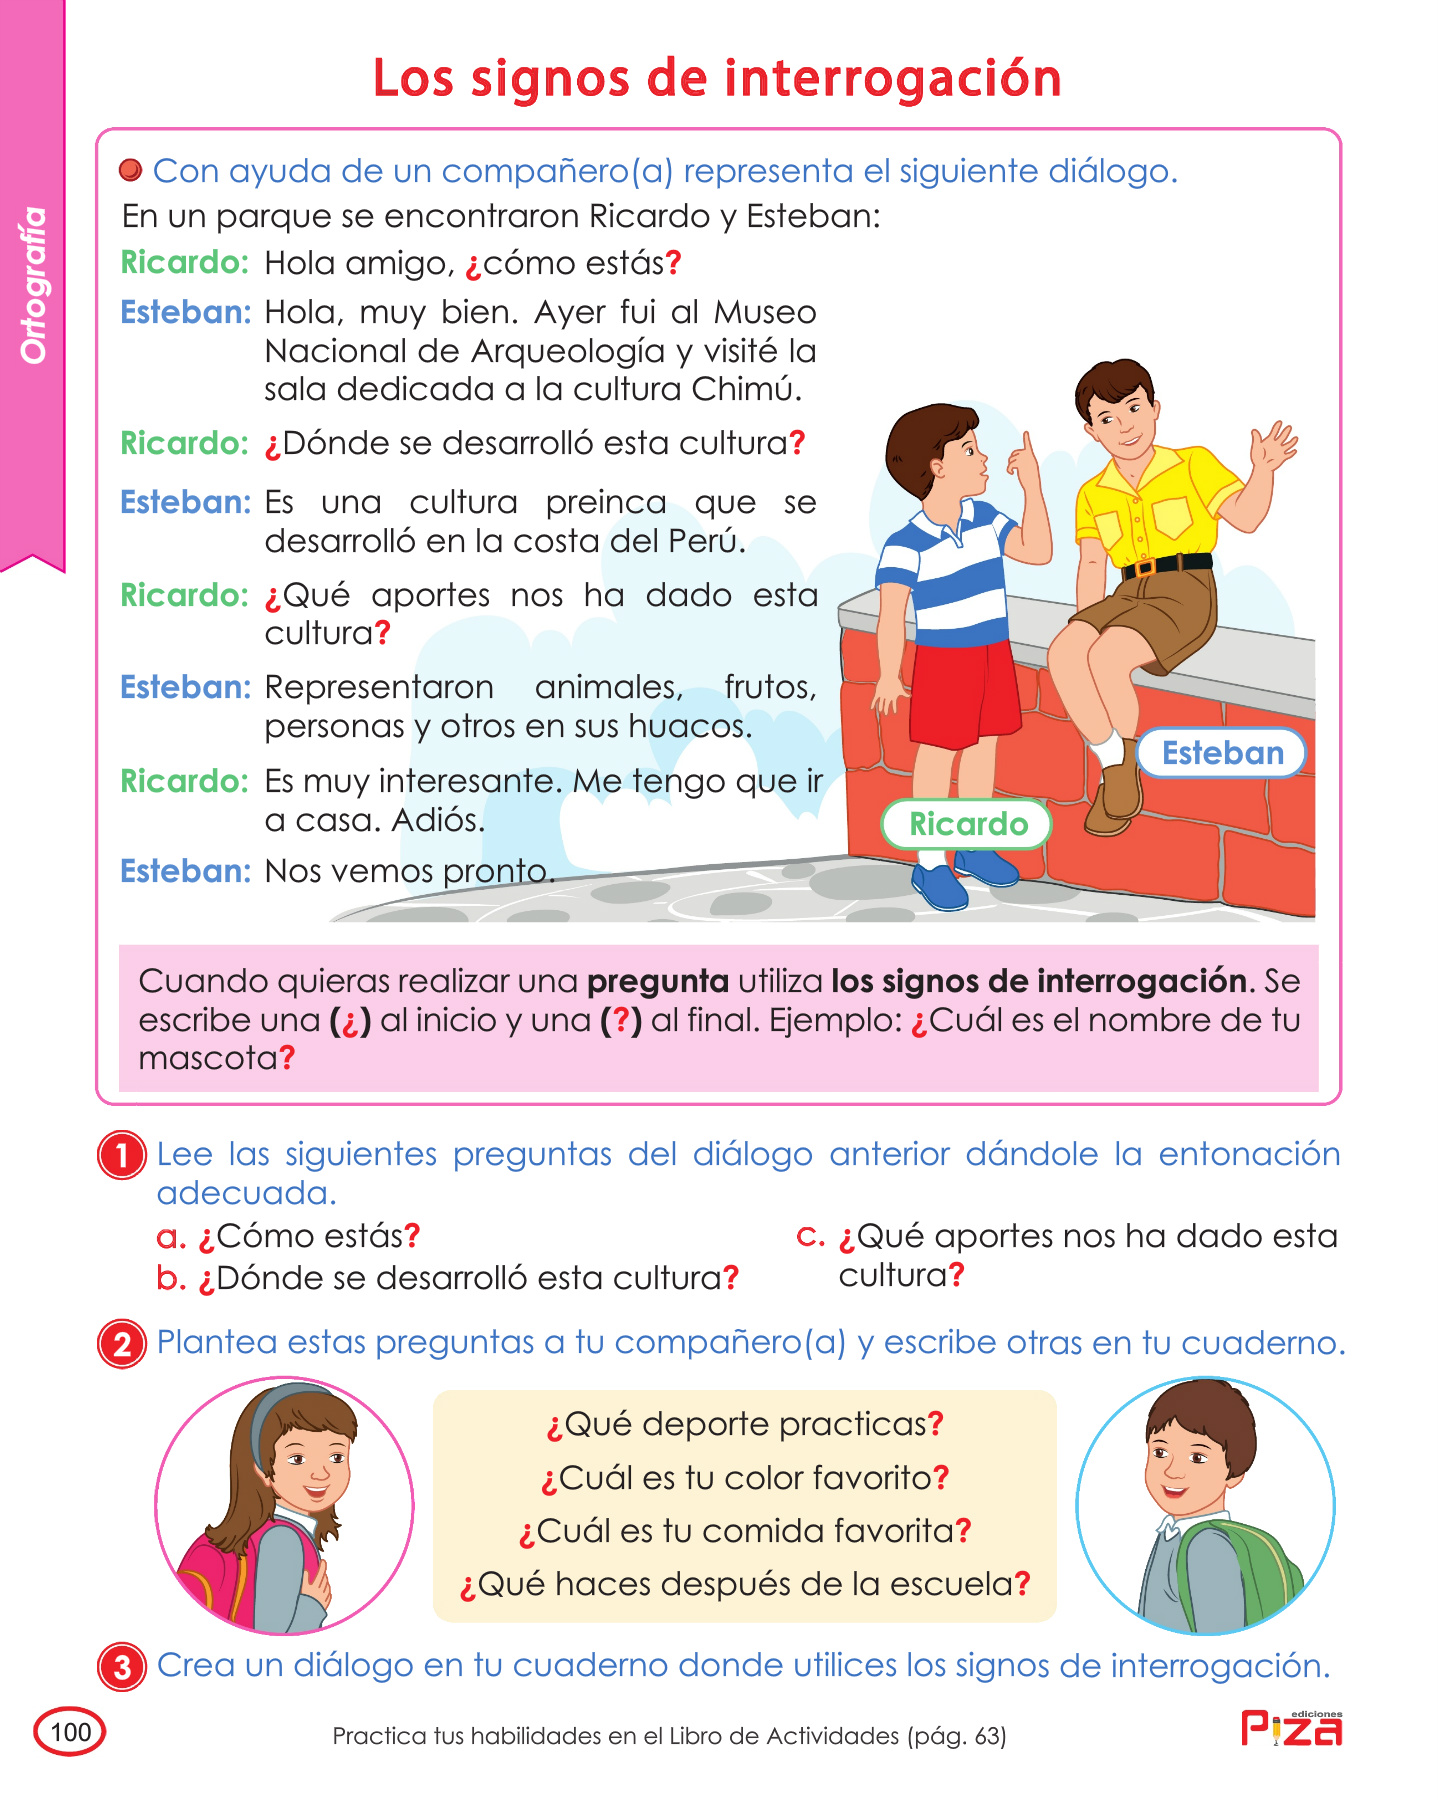 Los signos de interrogación
Ortografía
Con ayuda de un compañero(a) representa el siguiente diálogo.
En un parque se encontraron Ricardo y Esteban:
Ricardo: Hola amigo, ¿cómo estás?
Esteban: Hola, muy bien. Ayer fui al Museo
Nacional de Arqueología y visité la
sala dedicada a la cultura Chimú.
Ricardo: ¿Dónde se desarrolló esta cultura?
Esteban: Es una cultura preinca que se
desarrolló en la costa del Perú.
Ricardo: ¿Qué aportes nos ha dado esta
cultura?
Esteban: Representaron animales, frutos,
personas y otros en sus huacos.
Ricardo: Es muy interesante. Me tengo que ir
a casa. Adiós.
Esteban: Nos vemos pronto.
Esteban
Ricardo
Cuando quieras realizar una pregunta utiliza los signos de interrogación. Se
escribe una (¿) al inicio y una (?) al final. Ejemplo: ¿Cuál es el nombre de tu
mascota?
1 Lee las siguientes preguntas del diálogo anterior dándole la entonación
adecuada.
a. ¿Cómo estás?
b. ¿Dónde se desarrolló esta cultura?
c. ¿Qué aportes nos ha dado esta
cultura?
2 Plantea estas preguntas a tu compañero(a) y escribe otras en tu cuaderno.
¿Qué deporte practicas?
¿Cuál es tu color favorito?
¿Cuál es tu comida favorita?
¿Qué haces después de la escuela?
3 Crea un diálogo en tu cuaderno donde utilices los signos de interrogación.
100
Practica tus habilidades en el Libro de Actividades (pág. 63)
ediciones
Piza